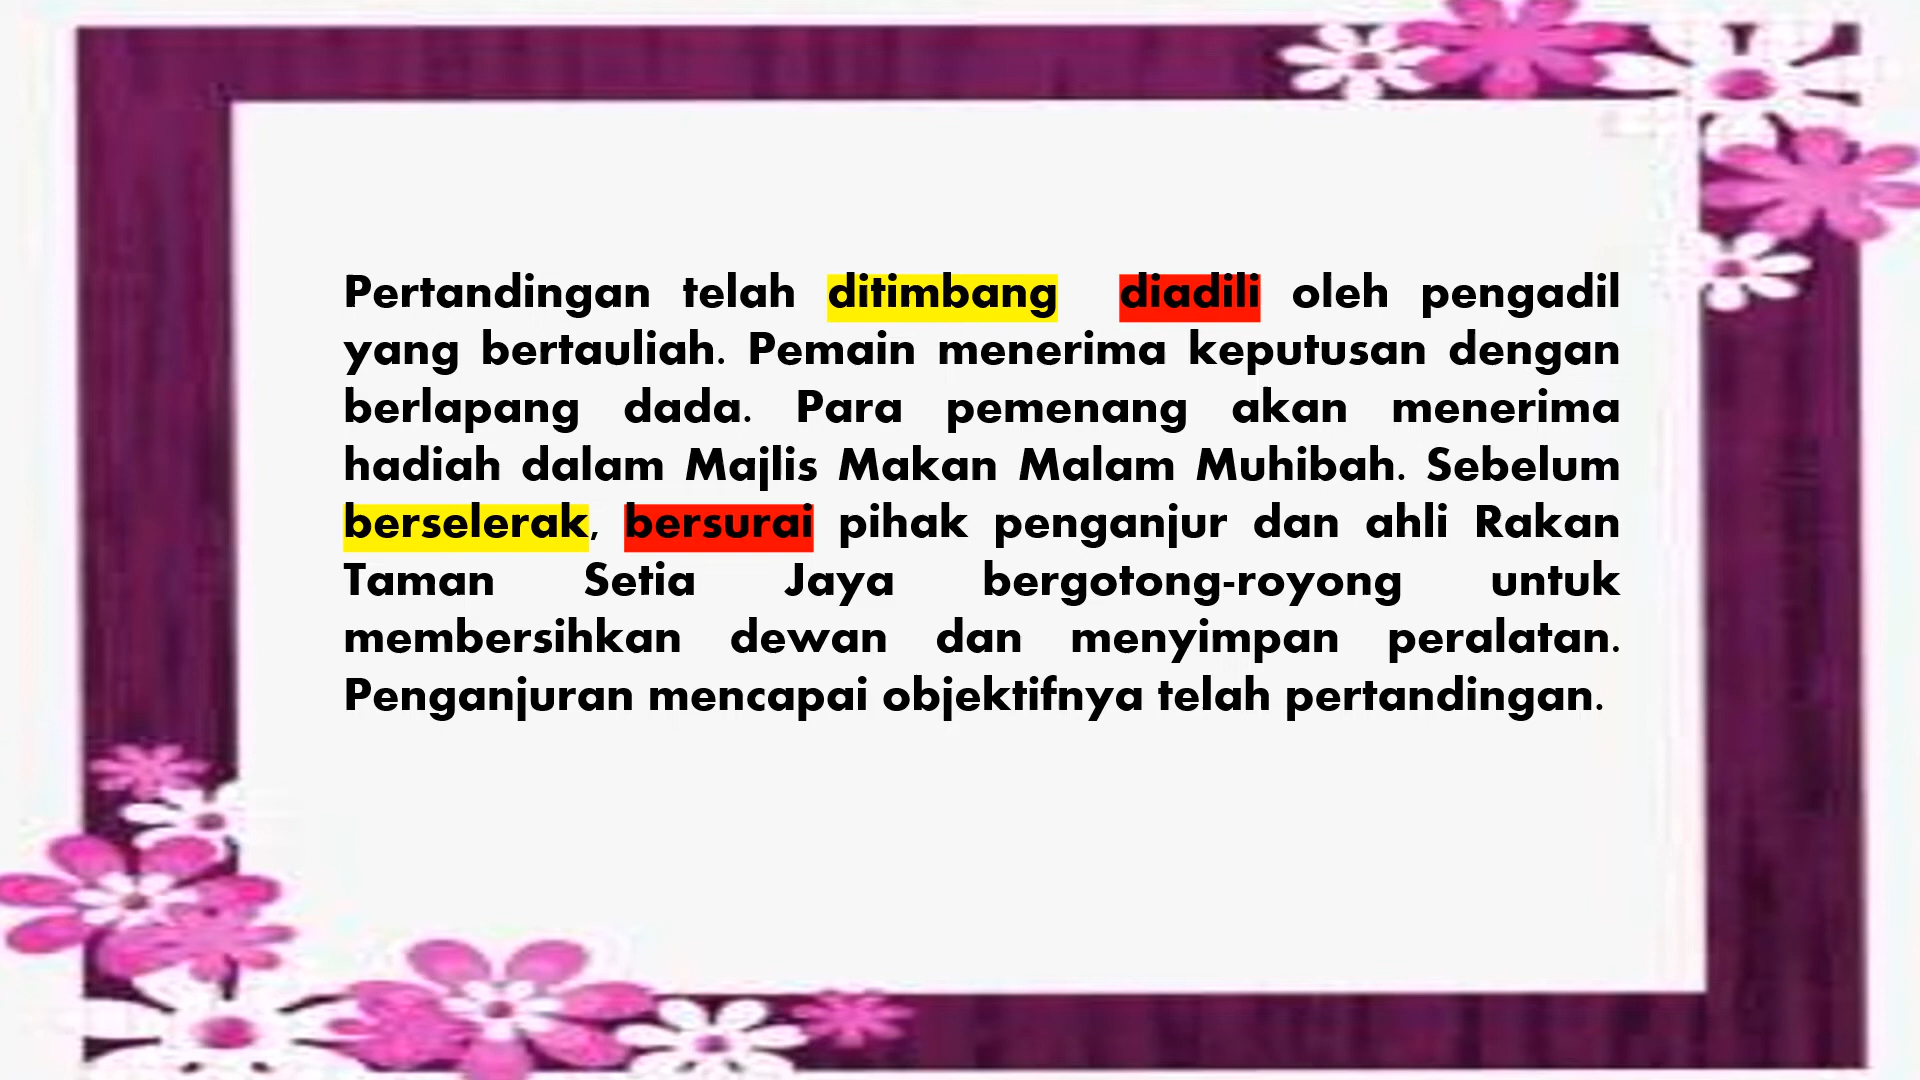 Pertandingan telah ditimbang diadili oleh pengadil
yang bertauliah. Pemain menerima keputusan dengan
berlapang dada. Para pemenang akan menerima
hadiah dalam Majlis Makan Malam Muhibah. Sebelum
berselerak, bersurai pihak penganjur dan ahli Rakan
Taman Setia Jaya bergotong-royong untuk
membersihkan dewan dan menyimpan peralatan.
Penganjuran mencapai objektifnya telah pertandingan.